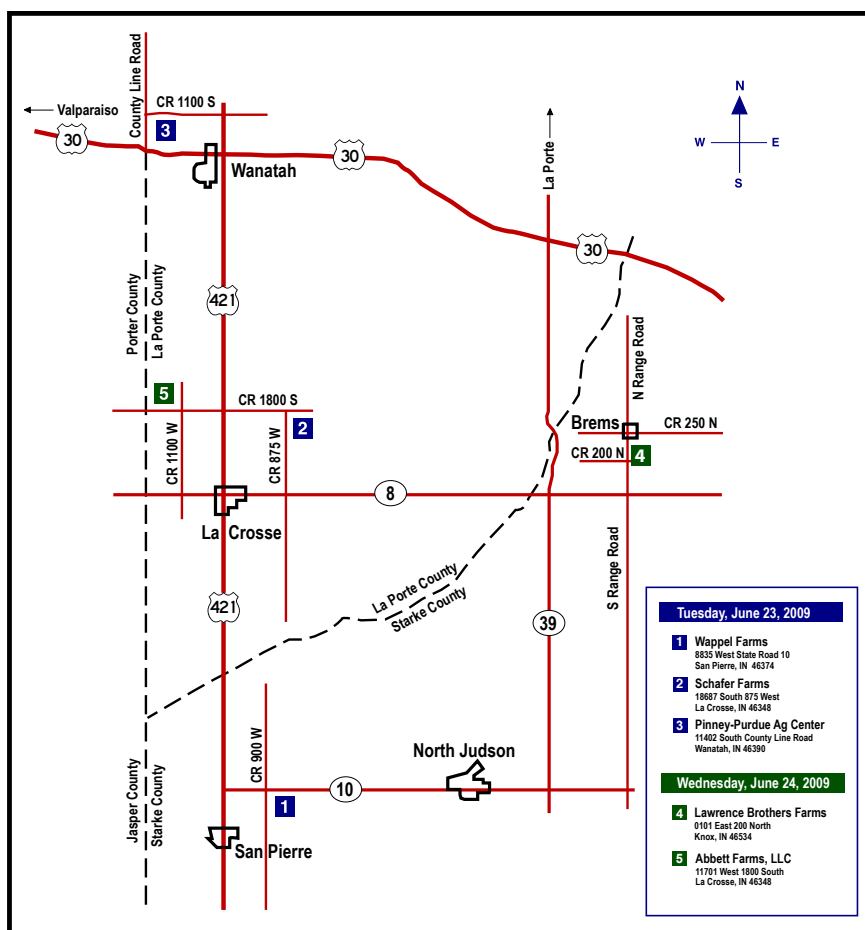 County Line Road
CR 1100 S
Valparaiso
3
30
Wanatah
30
La Porte
N
W
E
S
30
421
Porter County
La Porte County
N Range Road
5
CR 1800 S
2
Brems
CR 250 N
CR 1100 W
CR 875 W
CR 200 N
4
8
La Crosse
La Porte County
Starke County
S Range Road
421
39
CR 900 W
North Judson
Jasper County
Starke County
1
10
San Pierre
Tuesday, June 23, 2009
1 Wappel Farms
8835 West State Road 10
San Pierre, IN 46374
2 Schafer Farms
18687 South 875 West
La Crosse, IN 46348
3 Pinney-Purdue Ag Center
11402 South County Line Road
Wanatah, IN 46390
Wednesday, June 24, 2009
4 Lawrence Brothers Farms
0101 East 200 North
Knox, IN 46534
5 Abbett Farms, LLC
11701 West 1800 South
La Crosse, IN 46348